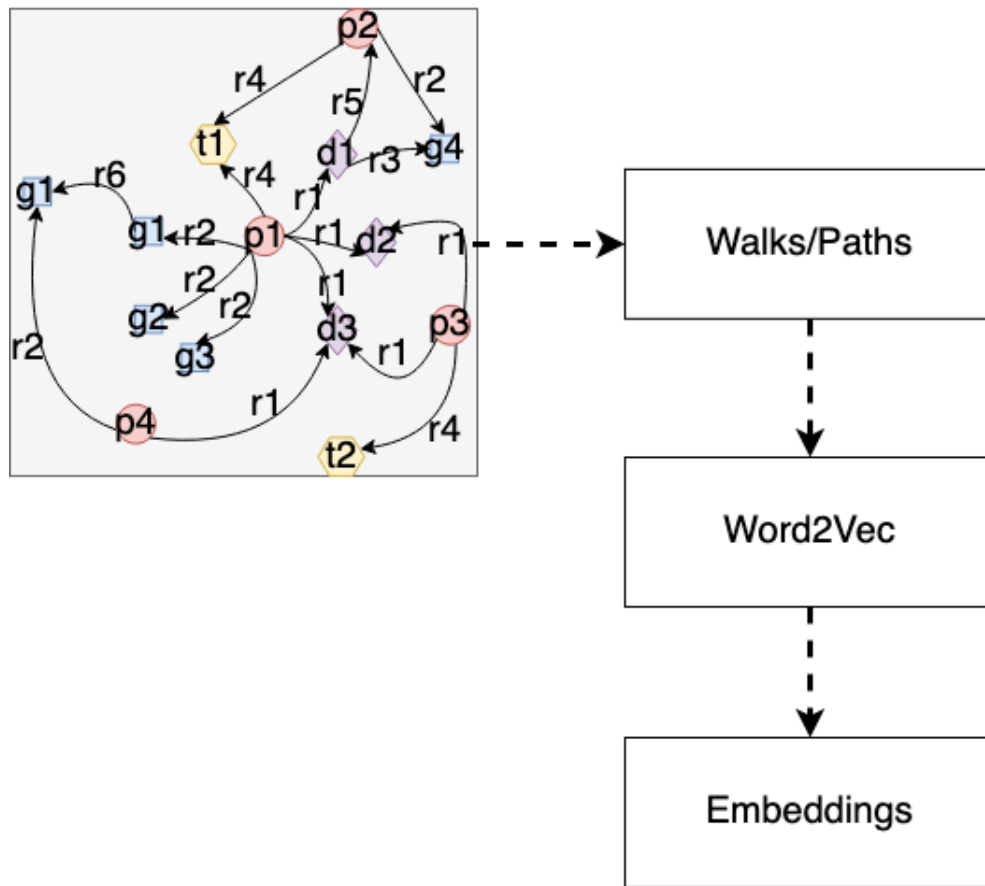 p2
r4
r2
r5
t1
d1
r3
g4
r4
r6
g1
r1
g1
r2
p1
r1
d2
r1
Walks/Paths
r2
r1
r2
g2
d3
p3
g3
r2
r1
r1
p4
r4
t2
Word2Vec
Embeddings